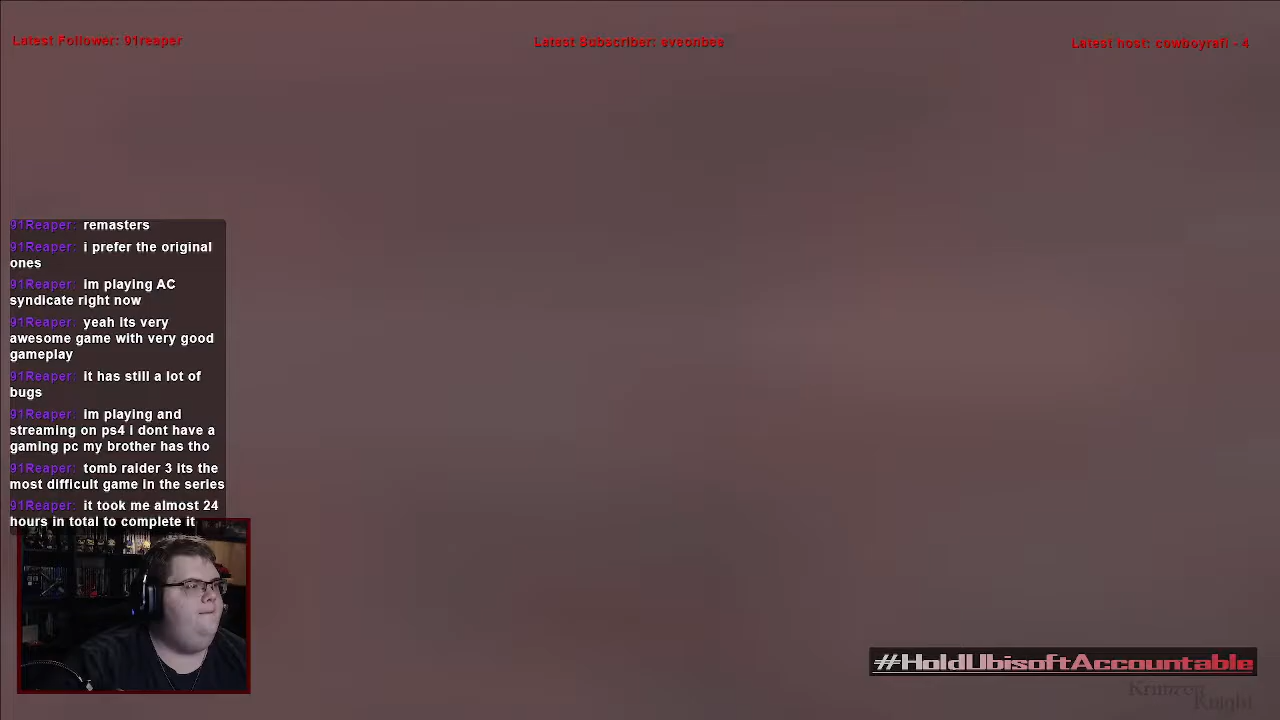 Latest Follower: 91reaper
Latest Subscriber: eveonbee
Latest host: cowboyrafi - 4
91Reaper: remasters
91Reaper: i prefer the original
ones
91Reaper: im playing AC
syndicate right now
91Reaper: yeah its very
awesome game with very good
gameplay
91Reaper: it has still a lot of
bugs
91Reaper: im playing and
streaming on ps4 i dont have a
gaming pc my brother has tho
91Reaper: tomb raider 3 its the
most difficult game in the series
91Reaper: it took me almost 24
hours in total to complete it
#HoldUbisoftAccountable
Knight